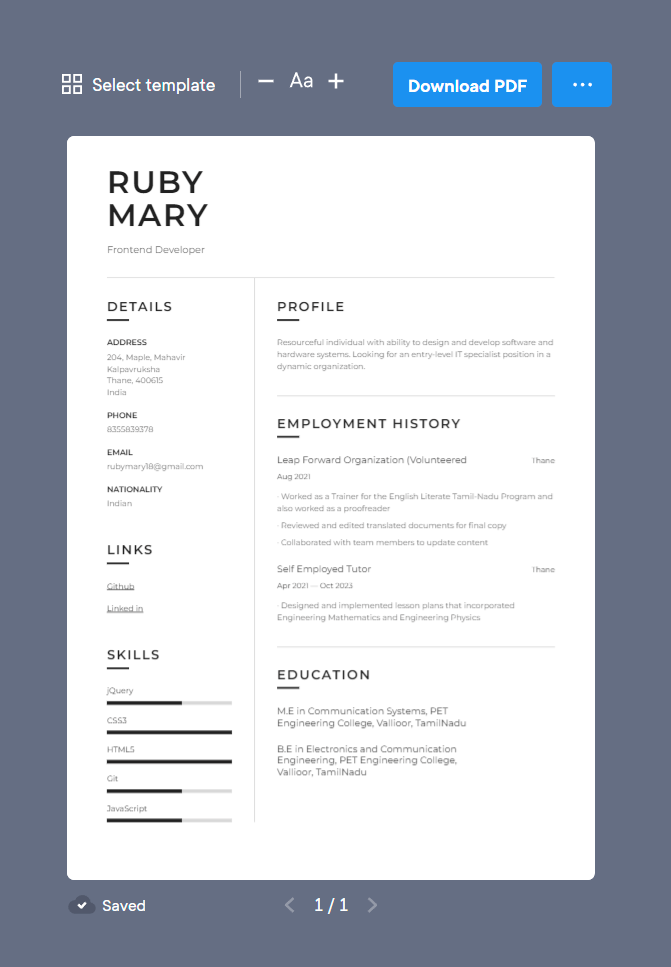 Select template
Aa
Download PDF
RUBY
MARY
Frontend Developer
DETAILS
ADDRESS
204, Maple, Mahavir
Kalpavruksha
Thane, 400615
India
PHONE
8355839378
EMAIL
rubymary18@gmail.com
NATIONALITY
Indian
LINKS
Github
Linked in
SKILLS
jQuery
CSS3
HTML5
Git
JavaScript
PROFILE
Resourceful individual with ability to design and develop software and
hardware systems. Looking for an entry-level IT specialist position in a
dynamic organization.
EMPLOYMENT HISTORY
Leap Forward Organization (Volunteered
Thane
Aug 2021
· Worked as a Trainer for the English Literate Tamil-Nadu Program and
also worked as a proofreader
· Reviewed and edited translated documents for final copy
· Collaborated with team members to update content
Self Employed Tutor
Thane
Apr 2021 — Oct 2023
· Designed and implemented lesson plans that incorporated
Engineering Mathematics and Engineering Physics
EDUCATION
M.E in Communication Systems, PET
Engineering College, Vallioor, TamilNadu
B.E in Electronics and Communication
Engineering, PET Engineering College,
Vallioor, TamilNadu
Saved
1 / 1